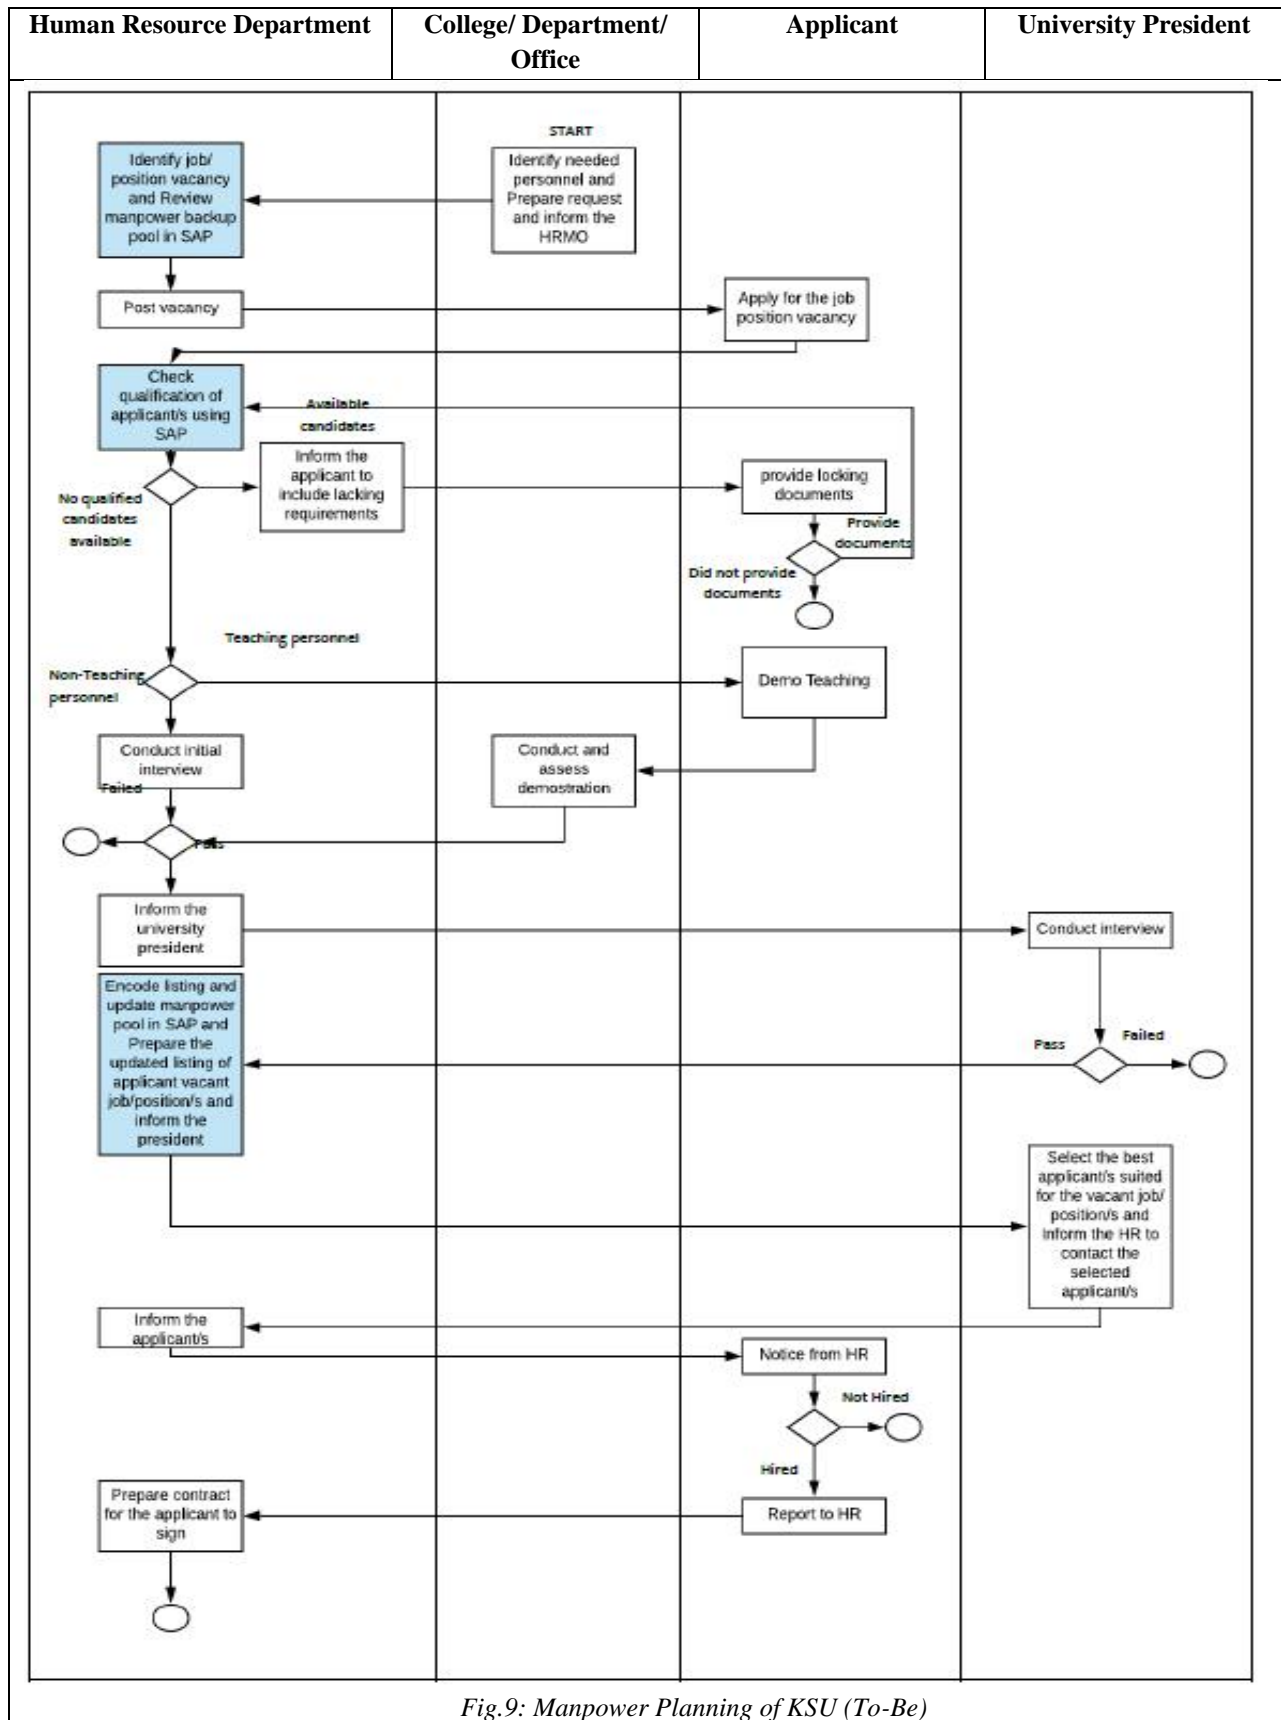 Human Resource Department
College/ Department/
Office
Applicant
University President
START
Identify job/
position vacancy
and Review
manpower backup
pool in SAP
Identify needed
personnel and
Prepare request
and inform the
HRMO
Post vacancy
Apply for the job
position vacancy
Check
qualification of
applicant/s using
SAP
Available
candidates
Inform the
applicant to
include lacking
requirements
provide locking
documents
No qualified
candidates
available
Provide
documents
Did not provide
documents
Teaching personnel
Non-Teaching
personnel
Demo Teaching
Conduct initial
interview
Conduct and
assess
demostration
Failed
Pass
Inform the
university
president
Conduct interview
Encode listing and
update manpower
pool in SAP and
Prepare the
updated listing of
applicant vacant
job/position/s and
inform the
president
Pass
Failed
Select the best
applicant/s suited
for the vacant job/
position/s and
Inform the HR to
contact the
selected
applicant/s
Inform the
applicant/s
Notice from HR
Not Hired
Hired
Prepare contract
for the applicant to
sign
Report to HR
Fig.9: Manpower Planning of KSU (To-Be)